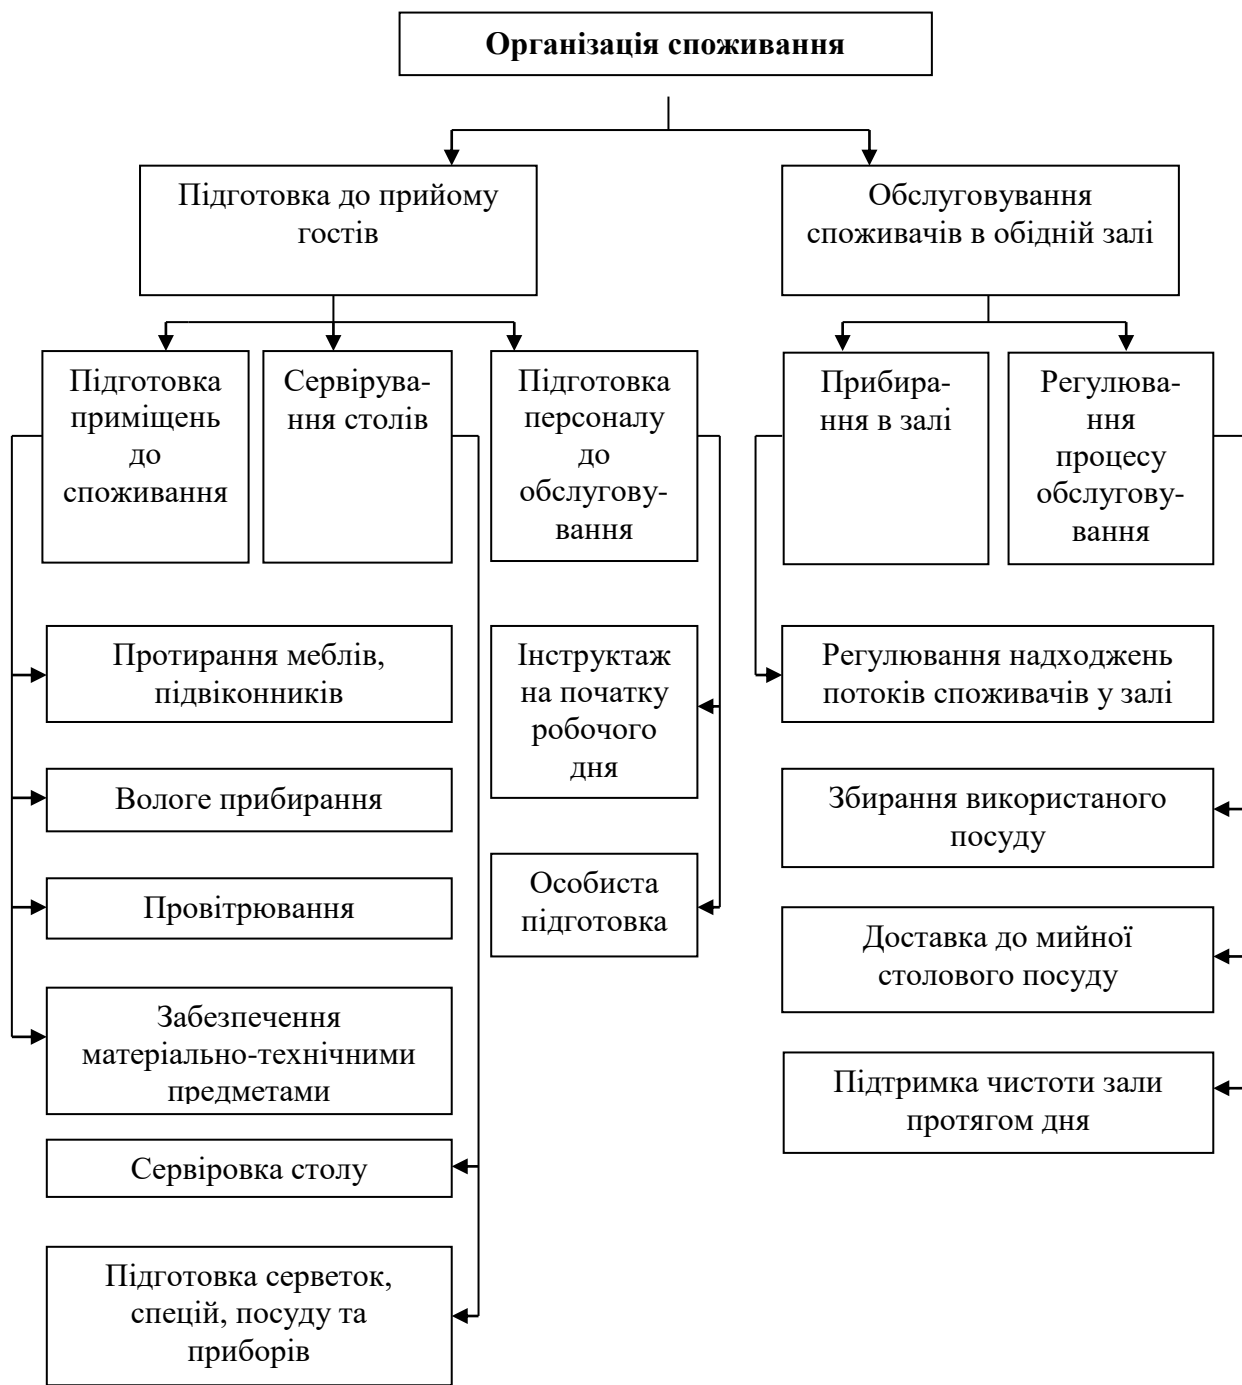 Організація споживання
Підготовка до прийому
гостів
Обслуговування
споживачів в обідній залі
Підготовка
приміщень
до
споживання
Сервірува-
ння столів
Підготовка
персоналу
до
обслугову-
вання
Прибира-
ння в залі
Регулюва-
ння
процесу
обслугову-
вання
Протирання меблів,
підвіконників
Інструктаж
на початку
робочого
дня
Регулювання надходжень
потоків споживачів у залі
Вологе прибирання
Збирання використаного
посуду
Провітрювання
Особиста
підготовка
Доставка до мийної
столового посуду
Забезпечення
матеріально-технічними
предметами
Підтримка чистоти зали
протягом дня
Сервіровка столу
Підготовка серветок,
спецій, посуду та
приборів